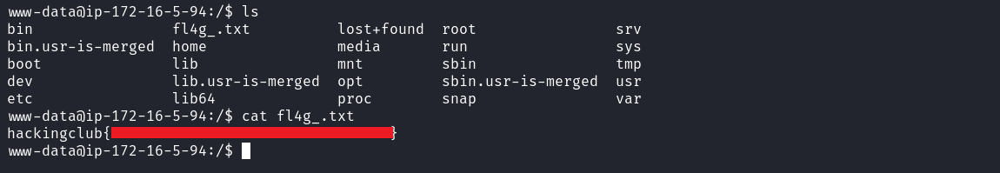 www-data@ip-172-16-5-94:/$ ls
bin fl4g_.txt lost+found root srv
bin.usr-is-merged home media run sys
boot lib mnt sbin tmp
dev lib.usr-is-merged opt sbin.usr-is-merged usr
etc lib64 proc snap var
www-data@ip-172-16-5-94:/$ cat fl4g_.txt
hackingclub{}
www-data@ip-172-16-5-94:/$